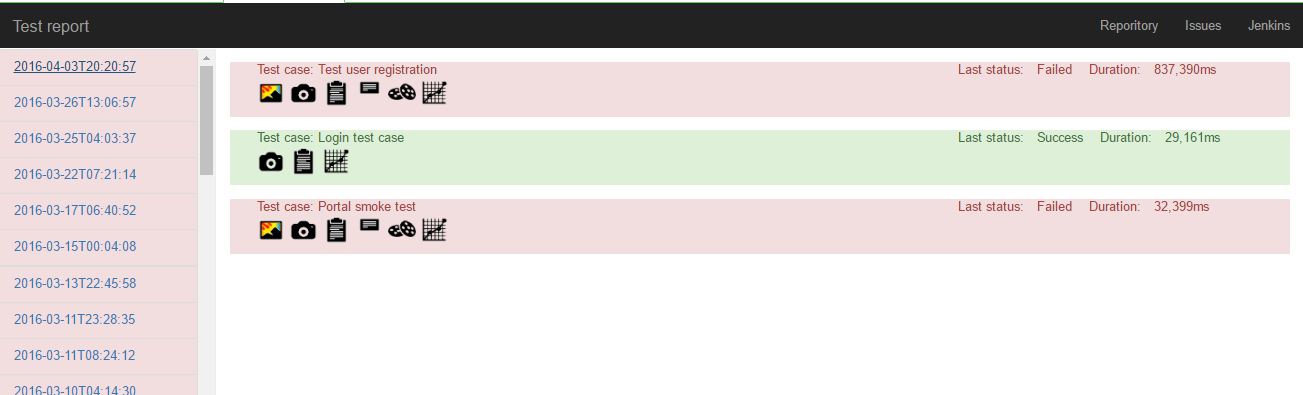 Test report Reporitory Issues Jenkins
2016-04-03T20:20:57
2016-03-26T13:06:57
2016-03-25T04:03:37
2016-03-22T07:21:14
2016-03-17T06:40:52
2016-03-15T00:04:08
2016-03-13T22:45:58
2016-03-11T23:28:35
2016-03-11T08:24:12
2016-03-10T04:14:30
Test case: Test user registration Last status: Failed Duration: 837,390ms
Test case: Login test case Last status: Success Duration: 29,161ms
Test case: Portal smoke test Last status: Failed Duration: 32,399ms